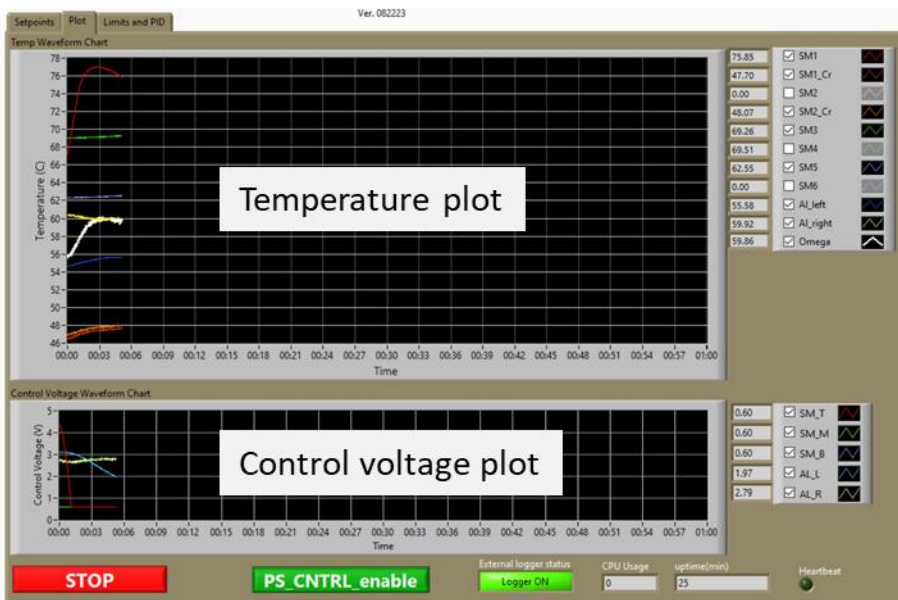 Ver. 082223
Setpoints Plot Limits and PID
Temp Waveform Chart
Temperature (C)
78
76
74
72
70
68
66
64
62
60
58
56
54
52
50
48
46
00:00 00:03 00:06 00:09 00:12 00:15 00:18 00:21 00:24 00:27 00:30 00:33 00:36 00:39 00:42 00:45 00:48 00:51 00:54 00:57 01:00
Time
Temperature plot
75.85 SM1
47.70 SM1_Cr
0.00 SM2
48.07 SM2_Cr
69.26 SM3
69.51 SM4
62.55 SM5
0.00 SM6
55.58 Al_left
59.92 Al_right
59.86 Omega
Control Voltage Waveform Chart
Control Voltage (V)
5
4
3
2
1
0
00:00 00:03 00:06 00:09 00:12 00:15 00:18 00:21 00:24 00:27 00:30 00:33 00:36 00:39 00:42 00:45 00:48 00:51 00:54 00:57 01:00
Time
Control voltage plot
0.60 SM_T
0.60 SM_M
0.60 SM_B
1.97 AL_L
2.79 AL_R
STOP
PS_CNTRL_enable
External logger status
Logger ON
CPU Usage
0
uptime(min)
25
Heartbeat